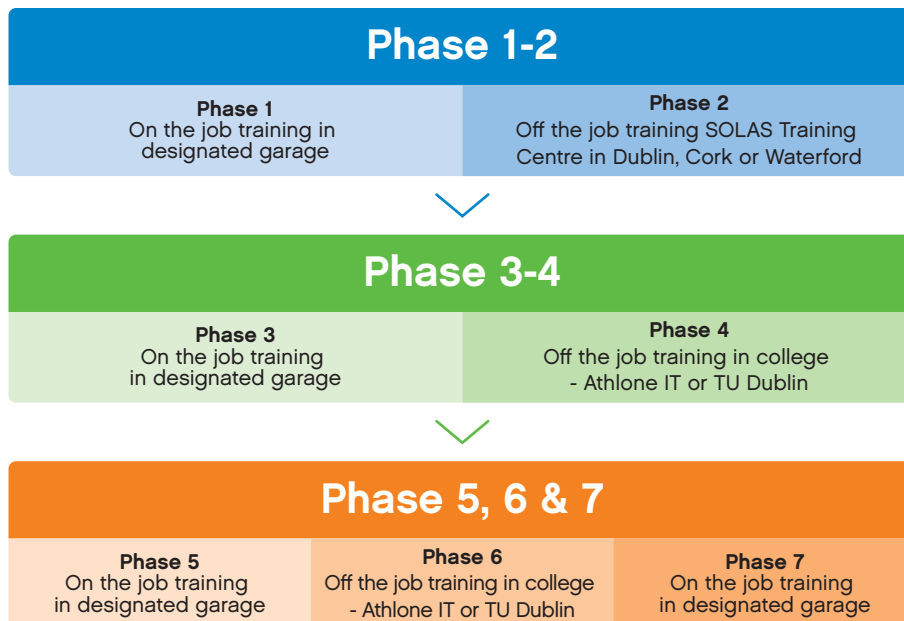 Phase 1-2
Phase 1
On the job training in
designated garage
Phase 2
Off the job training SOLAS Training
Centre in Dublin, Cork or Waterford
Phase 3-4
Phase 3
On the job training
in designated garage
Phase 4
Off the job training in college
- Athlone IT or TU Dublin
Phase 5, 6 & 7
Phase 5
On the job training
in designated garage
Phase 6
Off the job training in college
- Athlone IT or TU Dublin
Phase 7
On the job training
in designated garage